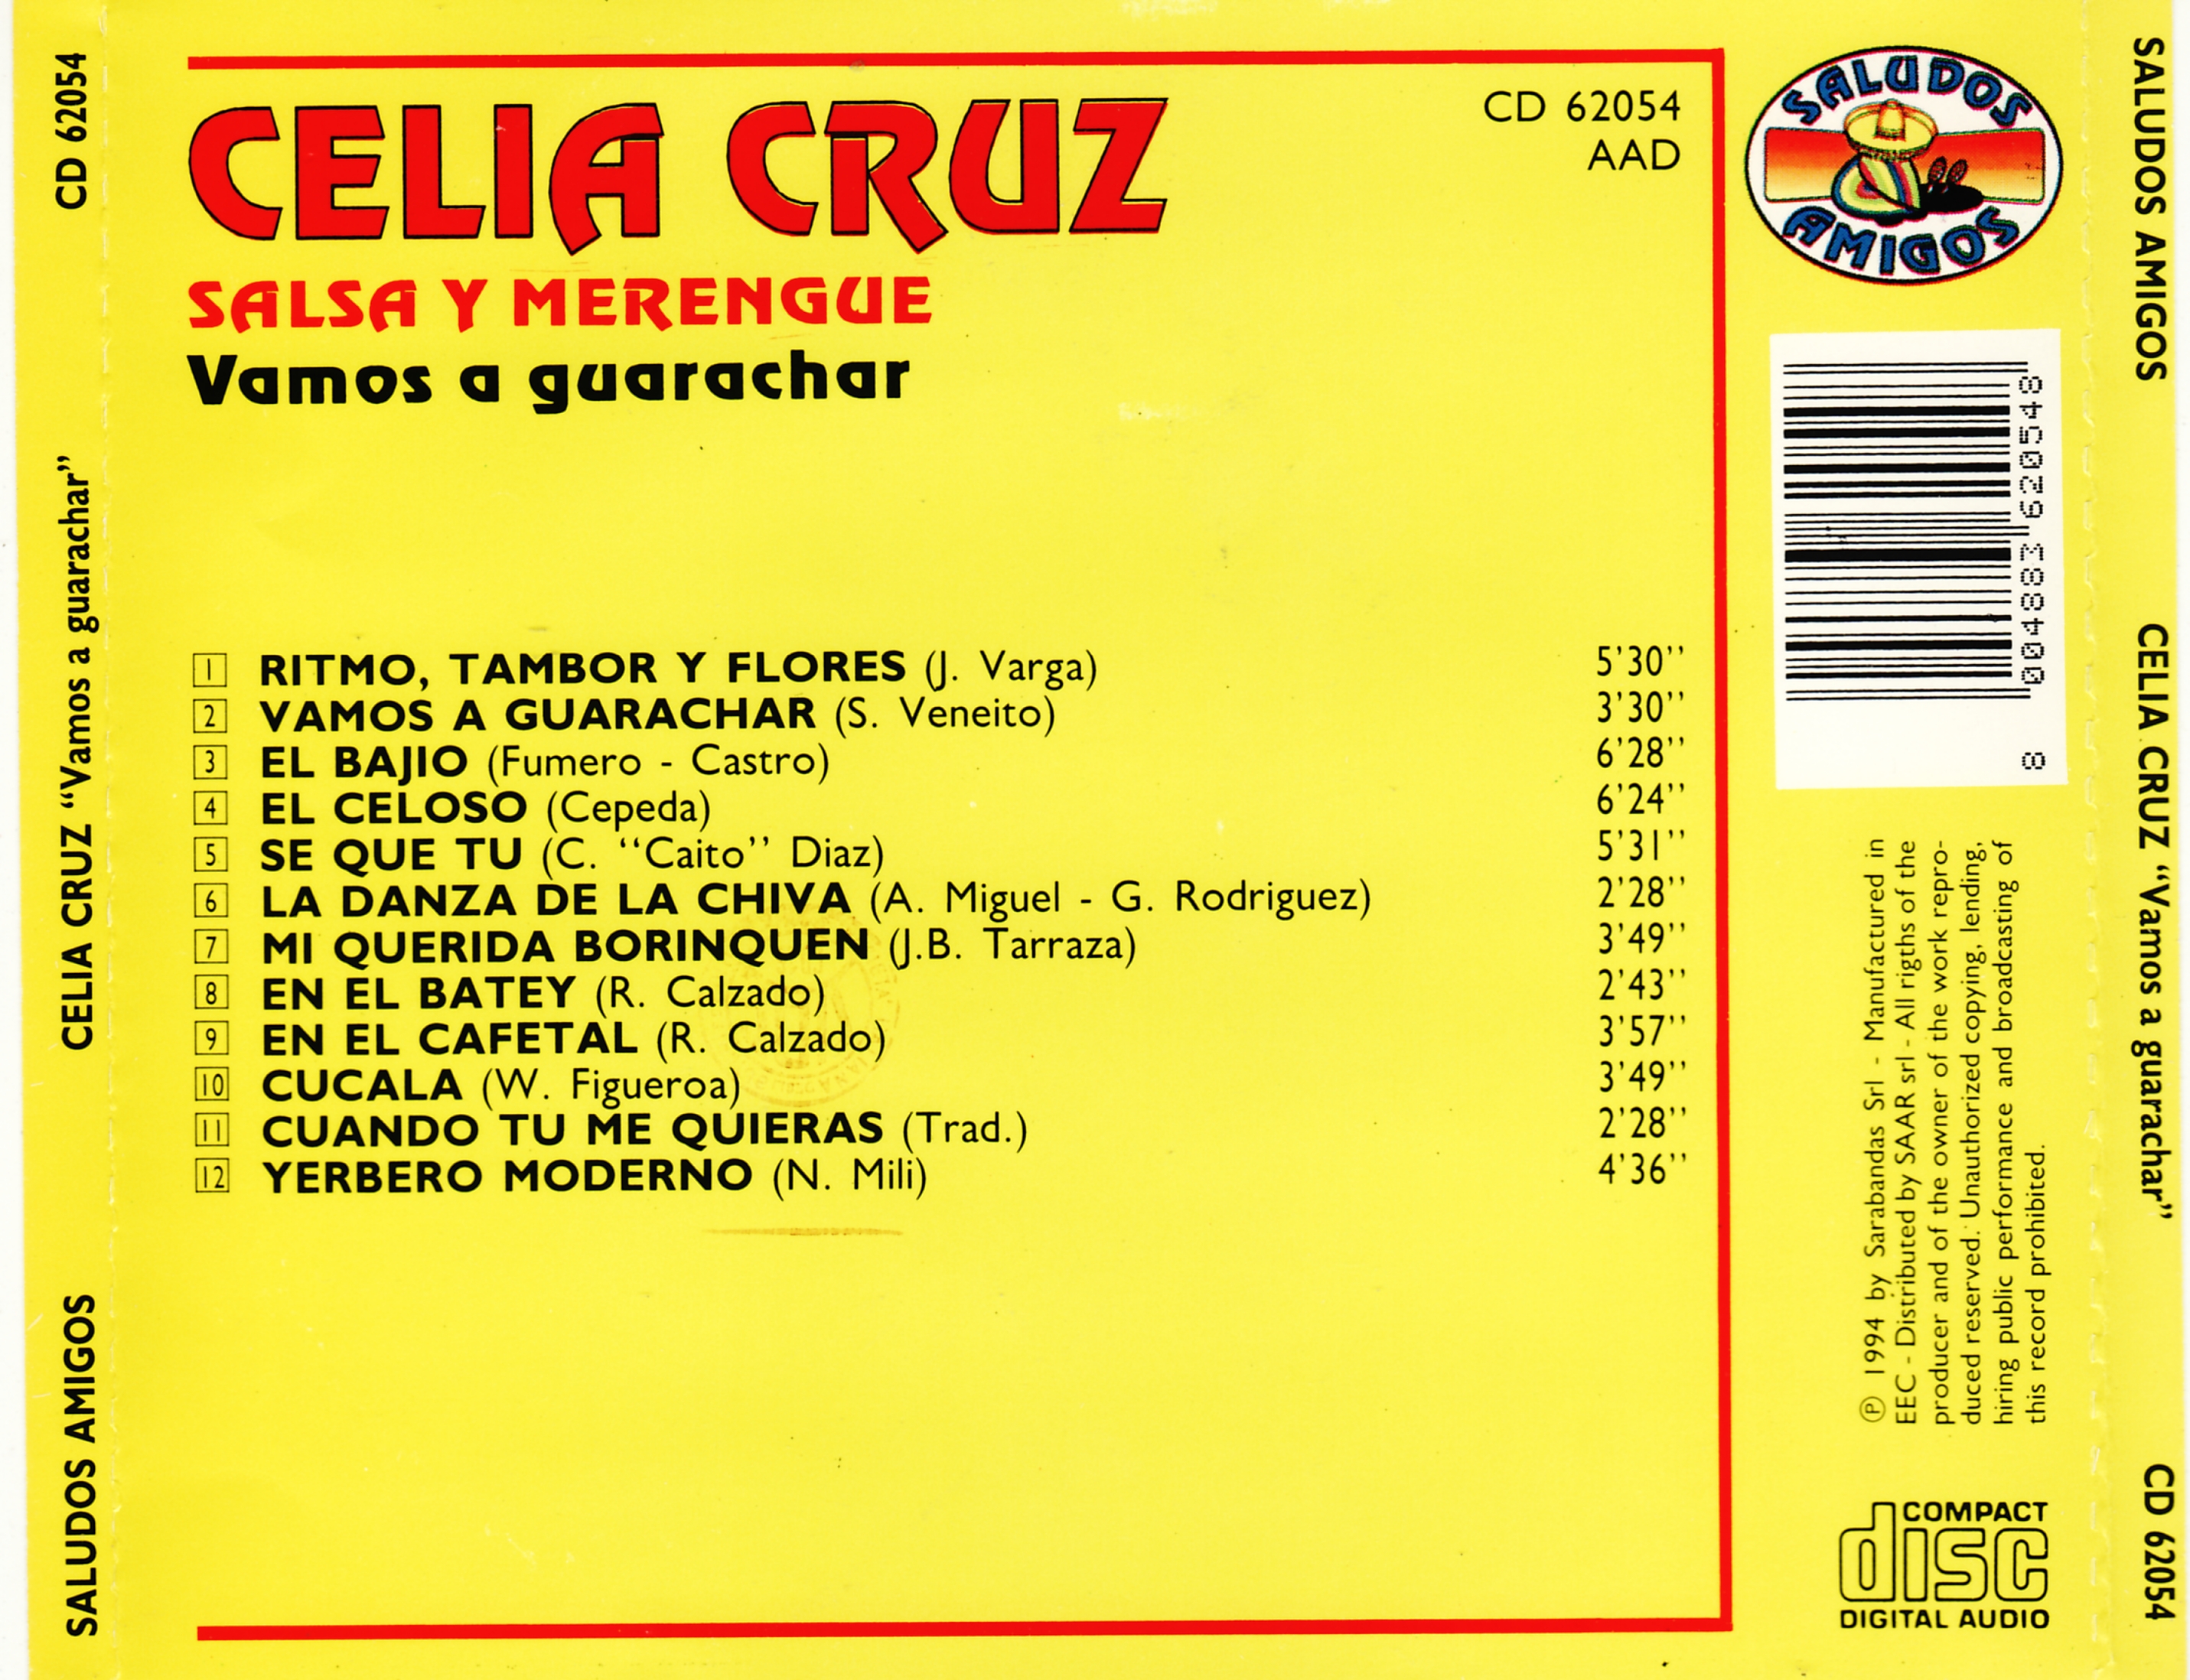 CD 62054
CELIA CRUZ “Vamos a guarachar”
SALUDOS AMIGOS
CELIA CRUZ
SALSA Y MERENGUE
Vamos a guarachar
CD 62054
AAD
1 RITMO, TAMBOR Y FLORES (J. Varga) 5'30''
2 VAMOS A GUARACHAR (S. Veneito) 3'30''
3 EL BAJIO (Fumero - Castro) 6'28''
4 EL CELOSO (Cepeda) 6'24''
5 SE QUE TU (C. “Caito” Diaz) 5'31''
6 LA DANZA DE LA CHIVA (A. Miguel - G. Rodriguez) 2'28''
7 MI QUERIDA BORINQUEN (J.B. Tarraza) 3'49''
8 EN EL BATEY (R. Calzado) 2'43''
9 EN EL CAFETAL (R. Calzado) 3'57''
10 CUCALA (W. Figueroa) 3'49''
11 CUANDO TU ME QUIERAS (Trad.) 2'28''
12 YERBERO MODERNO (N. Mili) 4'36''
SALUDOS
AMIGOS
8 004883 620548
℗ 1994 by Sarabandas Srl - Manufactured in
EEC - Distributed by SAAR srl - All rigths of the
producer and of the owner of the work repro-
duced reserved. Unauthorized copying, lending,
hiring public performance and broadcasting of
this record prohibited.
COMPACT
disc
DIGITAL AUDIO
SALUDOS AMIGOS
CELIA CRUZ “Vamos a guarachar”
CD 62054